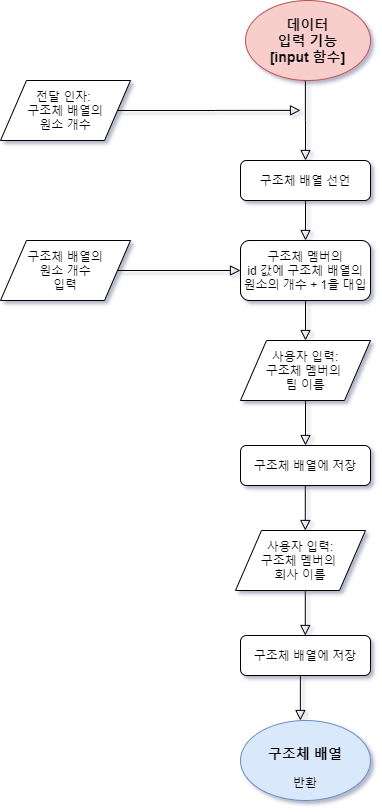 데이터
입력 기능
[input 함수]
전달 인자:
구조체 배열의
원소 개수
구조체 배열 선언
구조체 배열의
원소 개수
입력
구조체 멤버의
id 값에 구조체 배열의
원소의 개수 + 1을 대입
사용자 입력:
구조체 멤버의
팀 이름
구조체 배열에 저장
사용자 입력:
구조체 멤버의
회사 이름
구조체 배열에 저장
구조체 배열
반환